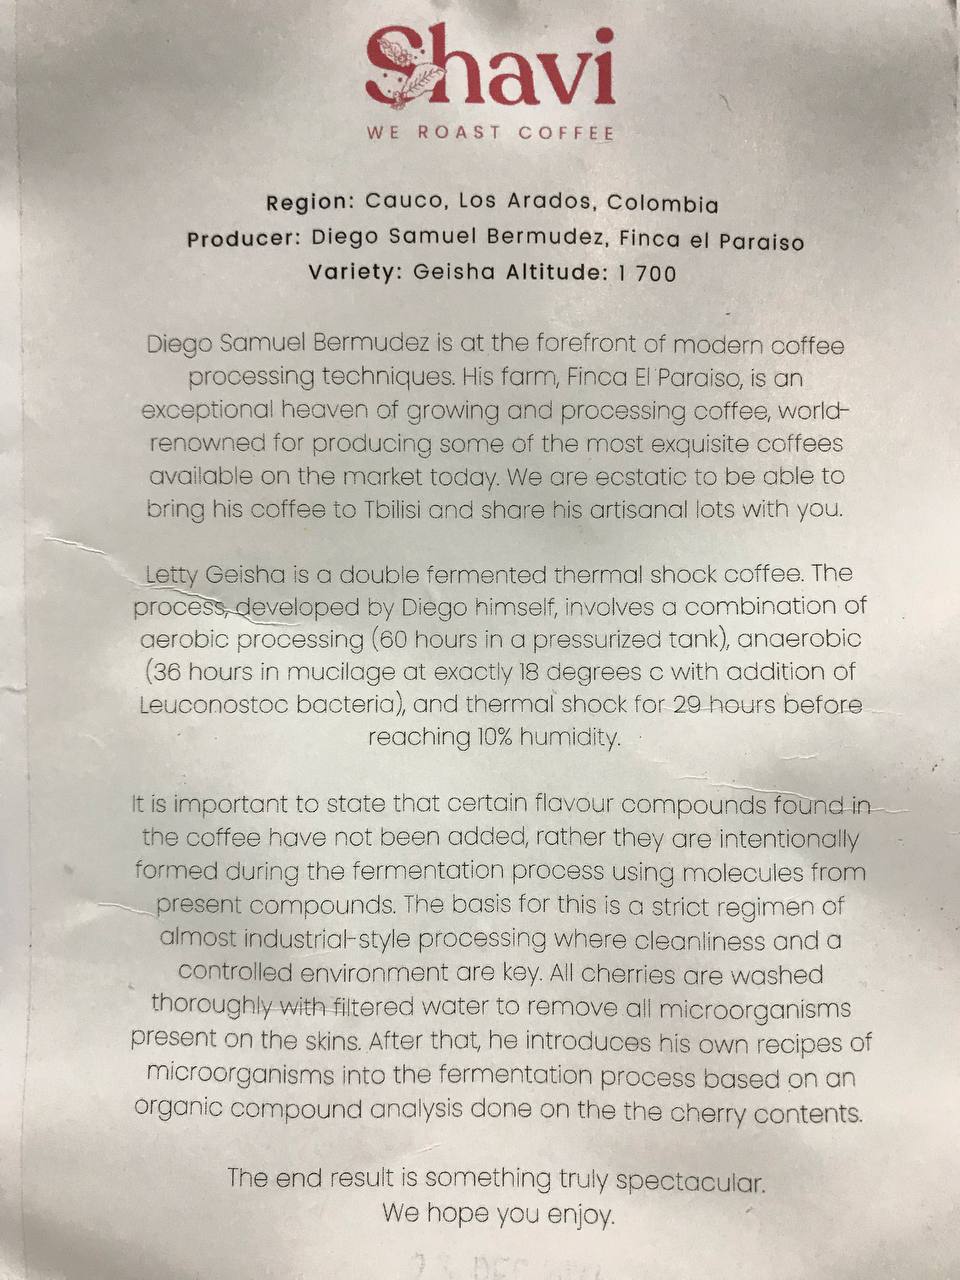 Shavi
WE ROAST COFFEE
Region: Cauco, Los Arados, Colombia
Producer: Diego Samuel Bermudez, Finca el Paraiso
Variety: Geisha Altitude: 1 700
Diego Samuel Bermudez is at the forefront of modern coffee
processing techniques. His farm, Finca El Paraiso, is an
exceptional heaven of growing and processing coffee, world-
renowned for producing some of the most exquisite coffees
available on the market today. We are ecstatic to be able to
bring his coffee to Tbilisi and share his artisanal lots with you.
Letty Geisha is a double fermented thermal shock coffee. The
process, developed by Diego himself, involves a combination of
aerobic processing (60 hours in a pressurized tank), anaerobic
(36 hours in mucilage at exactly 18 degrees c with addition of
Leuconostoc bacteria), and thermal shock for 29 hours before
reaching 10% humidity.
It is important to state that certain flavour compounds found in
the coffee have not been added, rather they are intentionally
formed during the fermentation process using molecules from
present compounds. The basis for this is a strict regimen of
almost industrial-style processing where cleanliness and a
controlled environment are key. All cherries are washed
thoroughly with filtered water to remove all microorganisms
present on the skins. After that, he introduces his own recipes of
microorganisms into the fermentation process based on an
organic compound analysis done on the the cherry contents.
The end result is something truly spectacular.
We hope you enjoy.